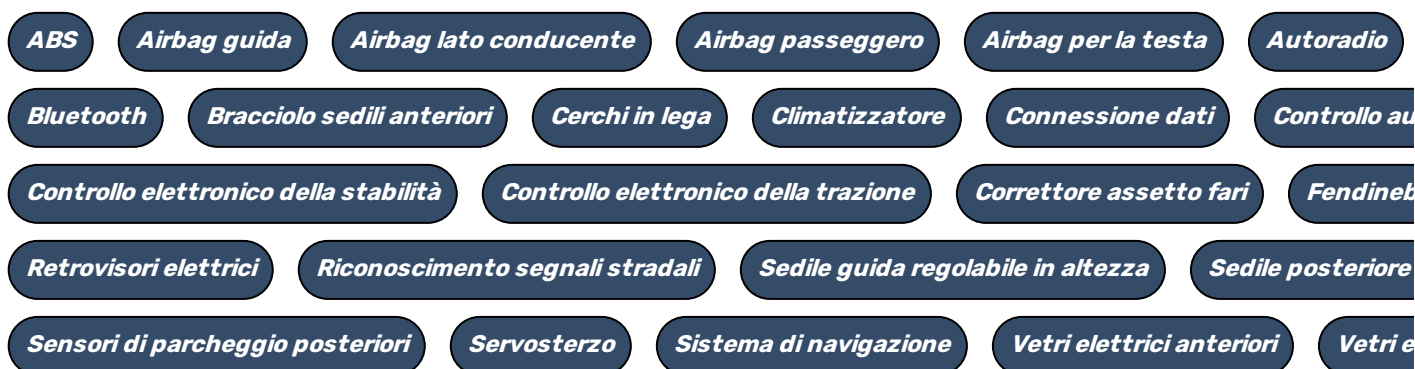 ABS Airbag guida Airbag lato conducente Airbag passeggero Airbag per la testa Autoradio
Bluetooth Bracciolo sedili anteriori Cerchi in lega Climatizzatore Connessione dati Controllo
Controllo elettronico della stabilità Controllo elettronico della trazione Correttore assetto fari
Retrovisori elettrici Riconoscimento segnali stradali Sedile guida regolabile in altezza Sedile posteriore
Sensori di parcheggio posteriori Servosterzo Sistema di navigazione Vetri elettrici anteriori Vetri